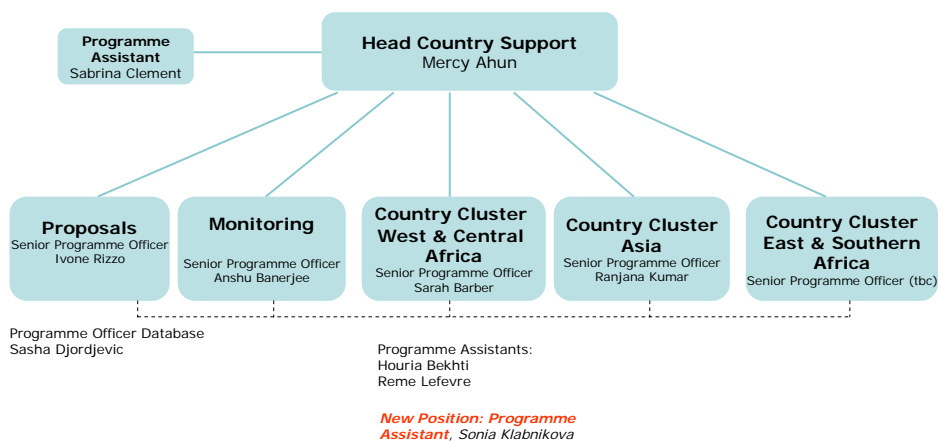 Programme
Assistant
Sabrina Clement
Head Country Support
Mercy Ahun
Proposals
Senior Programme Officer
Ivone Rizzo
Monitoring
Senior Programme Officer
Anshu Banerjee
Country Cluster
West & Central
Africa
Senior Programme Officer
Sarah Barber
Country Cluster
Asia
Senior Programme Officer
Ranjana Kumar
Country Cluster
East & Southern
Africa
Senior Programme Officer (tbc)
Programme Officer Database
Sasha Djordjevic
Programme Assistants:
Houria Bekhti
Reme Lefevre
New Position: Programme
Assistant, Sonia Klabnikova